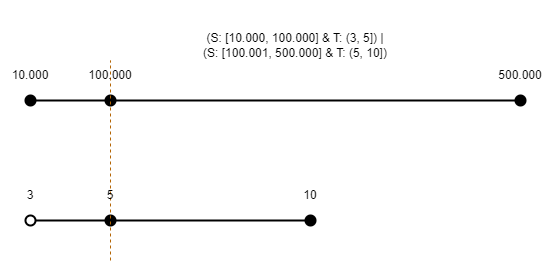 (S: [10.000, 100.000] & T: (3, 5]) |
(S: [100.001, 500.000] & T: (5, 10])
10.000 100.000 500.000
3 5 10